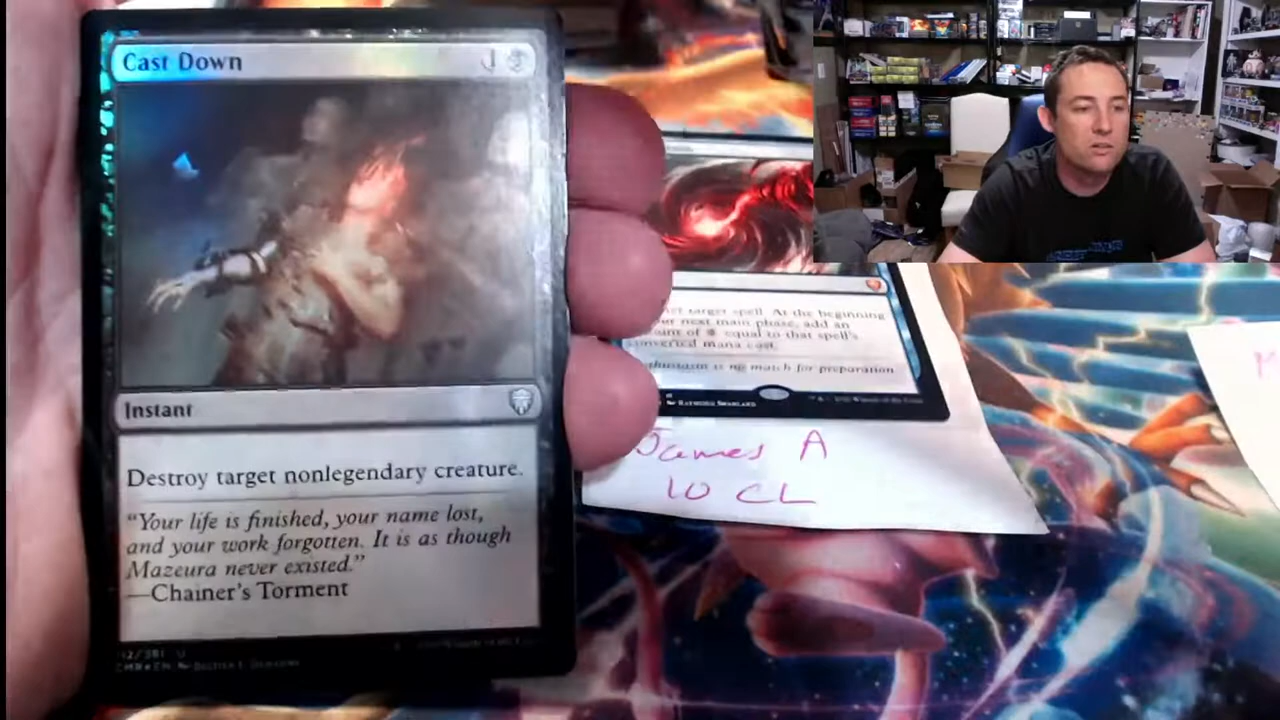 Cast Down
Instant
Destroy target nonlegendary creature.
"Your life is finished, your name lost,
and your work forgotten. It is as though
Mazeura never existed."
—Chainer's Torment
target spell. At the beginning
next main phase, add an
equal to that spell's
converted mana cast.
is no match for preparation.
James A
10 CL